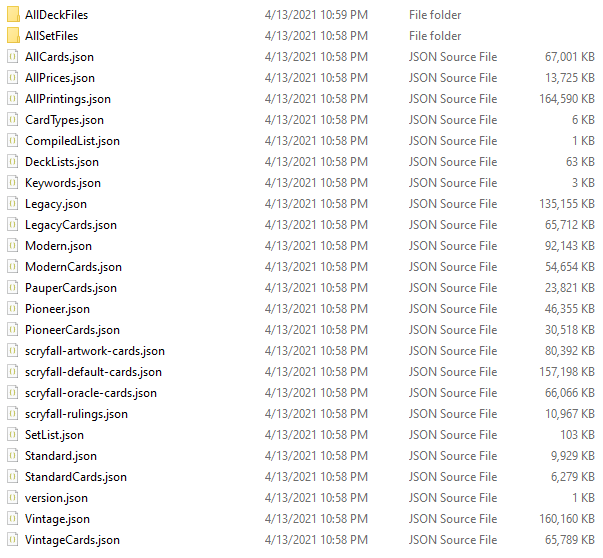 AllDeckFiles 4/13/2021 10:59 PM File folder
AllSetFiles 4/13/2021 10:58 PM File folder
AllCards.json 4/13/2021 10:58 PM JSON Source File 67,001 KB
AllPrices.json 4/13/2021 10:58 PM JSON Source File 13,725 KB
AllPrintings.json 4/13/2021 10:58 PM JSON Source File 164,590 KB
CardTypes.json 4/13/2021 10:58 PM JSON Source File 6 KB
CompiledList.json 4/13/2021 10:58 PM JSON Source File 1 KB
DeckLists.json 4/13/2021 10:58 PM JSON Source File 63 KB
Keywords.json 4/13/2021 10:58 PM JSON Source File 3 KB
Legacy.json 4/13/2021 10:58 PM JSON Source File 135,155 KB
LegacyCards.json 4/13/2021 10:58 PM JSON Source File 65,712 KB
Modern.json 4/13/2021 10:58 PM JSON Source File 92,143 KB
ModernCards.json 4/13/2021 10:58 PM JSON Source File 54,654 KB
PauperCards.json 4/13/2021 10:58 PM JSON Source File 23,821 KB
Pioneer.json 4/13/2021 10:58 PM JSON Source File 46,355 KB
PioneerCards.json 4/13/2021 10:58 PM JSON Source File 30,518 KB
scryfall-artwork-cards.json 4/13/2021 10:58 PM JSON Source File 80,392 KB
scryfall-default-cards.json 4/13/2021 10:58 PM JSON Source File 157,198 KB
scryfall-oracle-cards.json 4/13/2021 10:58 PM JSON Source File 66,066 KB
scryfall-rulings.json 4/13/2021 10:58 PM JSON Source File 10,967 KB
SetList.json 4/13/2021 10:58 PM JSON Source File 103 KB
Standard.json 4/13/2021 10:58 PM JSON Source File 9,929 KB
StandardCards.json 4/13/2021 10:58 PM JSON Source File 6,279 KB
version.json 4/13/2021 10:58 PM JSON Source File 1 KB
Vintage.json 4/13/2021 10:58 PM JSON Source File 160,160 KB
VintageCards.json 4/13/2021 10:58 PM JSON Source File 65,789 KB